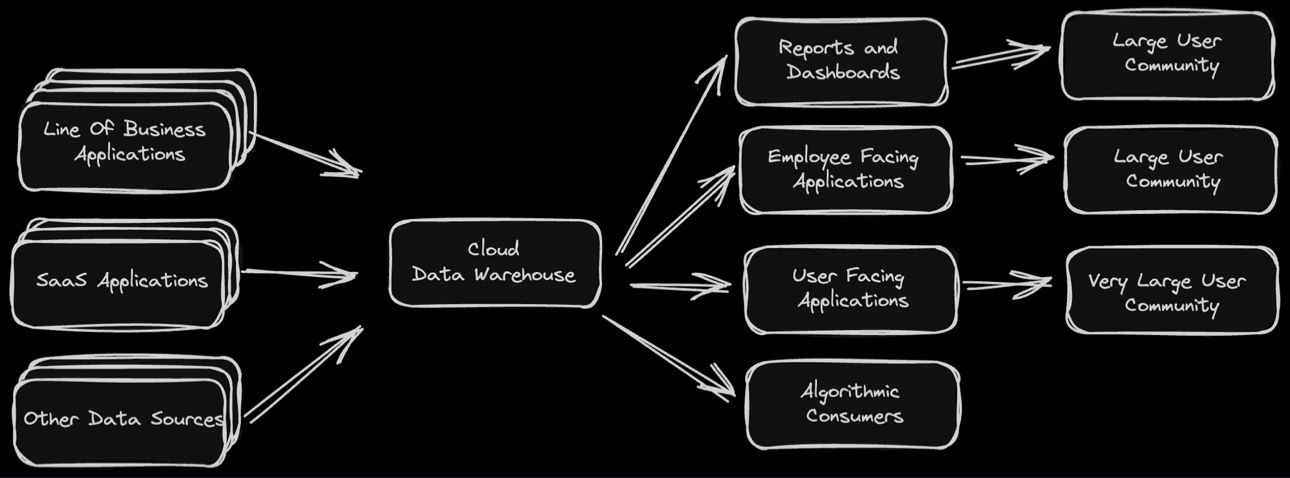 Line Of Business
Applications
SaaS Applications
Other Data Sources
Cloud
Data Warehouse
Reports and
Dashboards
Employee Facing
Applications
User Facing
Applications
Algorithmic
Consumers
Large User
Community
Large User
Community
Very Large User
Community